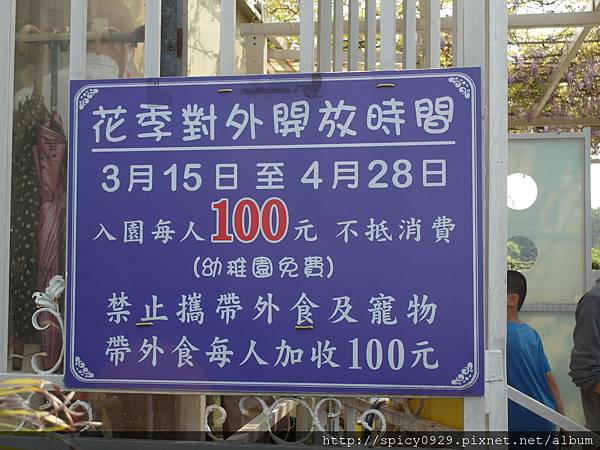 花季對外開放時間
3月15日 至 4月28日
入園每人100元 不抵消費
(幼稚園免費)
禁止攜帶外食及寵物
帶外食每人加收100元
http://spicy0929.pixnet.net/album